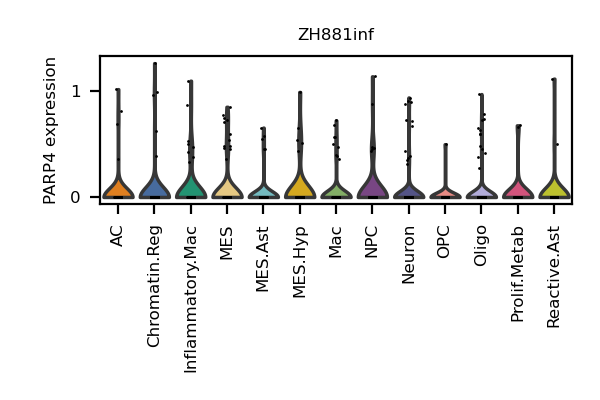 ZH881inf
PARP4 expression
1
0
AC
Chromatin.Reg
Inflammatory.Mac
MES
MES.Ast
MES.Hyp
Mac
NPC
Neuron
OPC
Oligo
Prolif.Metab
Reactive.Ast